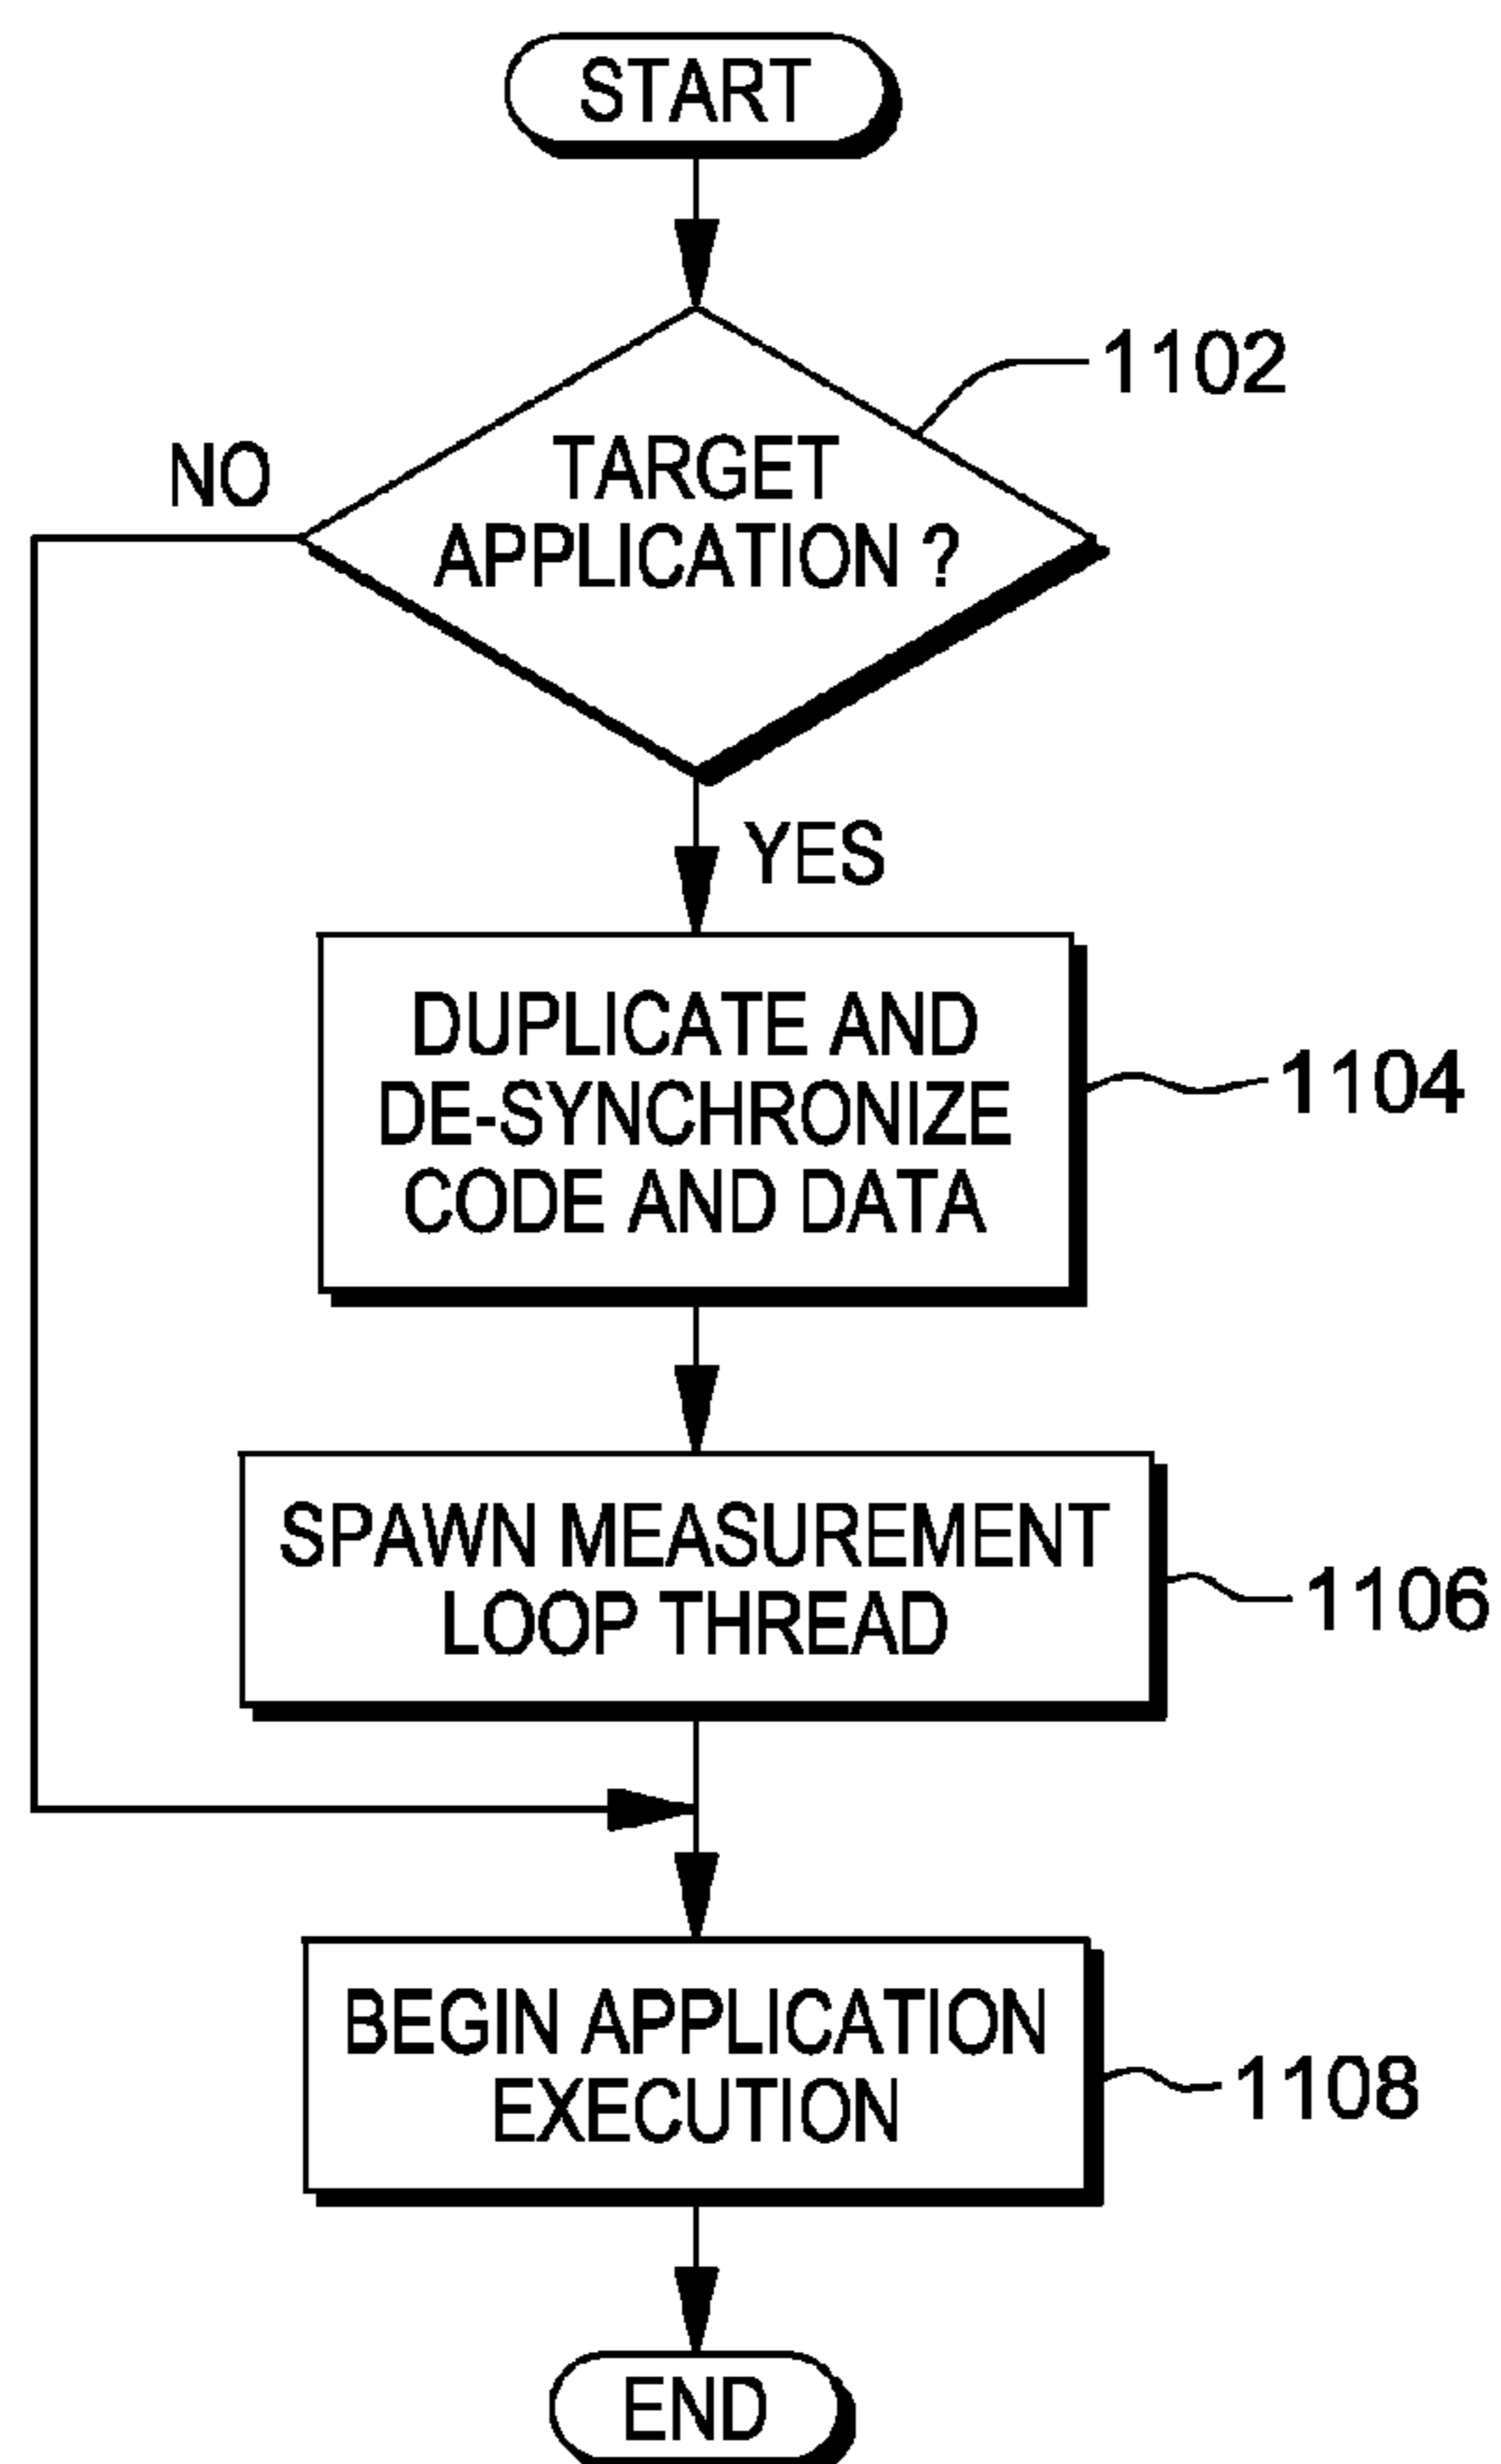 START
1102
NO
TARGET
APPLICATION ?
YES
DUPLICATE AND
DE-SYNCHRONIZE
CODE AND DATA
1104
SPAWN MEASUREMENT
LOOP THREAD
1106
BEGIN APPLICATION
EXECUTION
1108
END